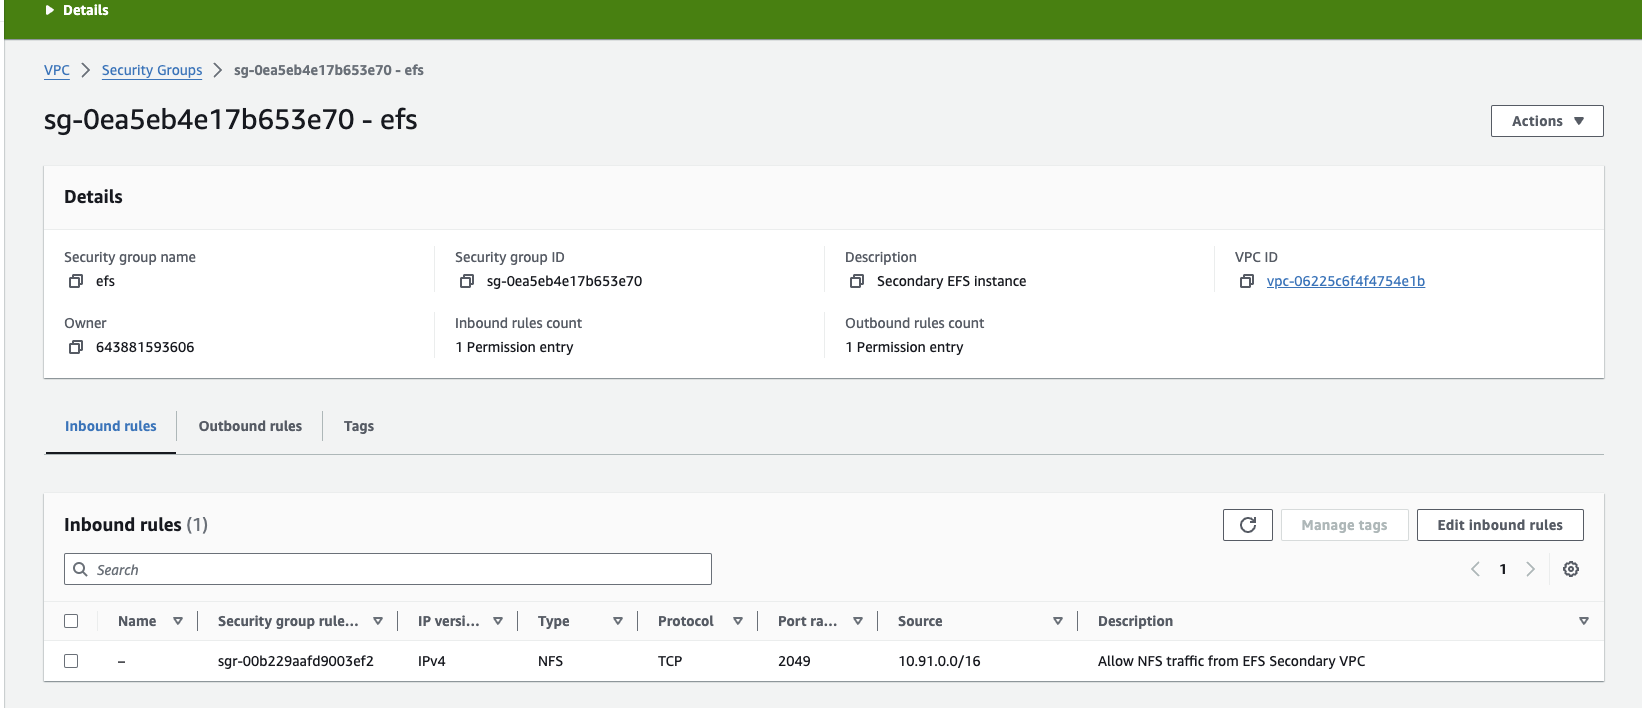 Details
VPC Security Groups sg-0ea5eb4e17b653e70 - efs
sg-0ea5eb4e17b653e70 - efs
Actions
Details
Security group name Security group ID Description VPC ID
efs sg-0ea5eb4e17b653e70 Secondary EFS instance vpc-06225c6f4f4754e1b
Owner Inbound rules count Outbound rules count
643881593606 1 Permission entry 1 Permission entry
Inbound rules Outbound rules Tags
Inbound rules (1) Manage tags Edit inbound rules
Search 1
Name Security group rule... IP versi... Type Protocol Port ra... Source Description
– sgr-00b229aafd9003ef2 IPv4 NFS TCP 2049 10.91.0.0/16 Allow NFS traffic from EFS Secondary VPC